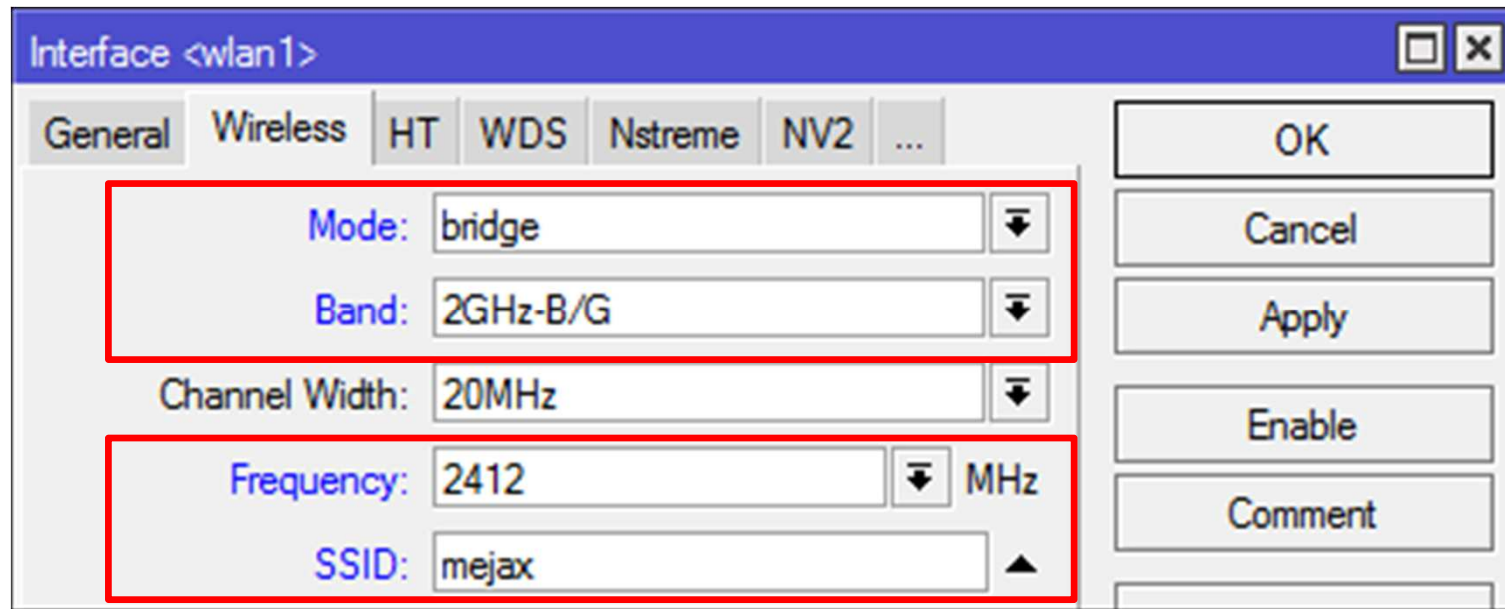 Interface <wlan1>
General Wireless HT WDS Nstreme NV2 ...
Mode: bridge
Band: 2GHz-B/G
Channel Width: 20MHz
Frequency: 2412 MHz
SSID: mejax
OK
Cancel
Apply
Enable
Comment